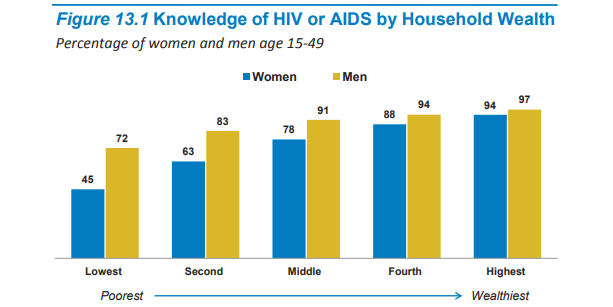 Figure 13.1 Knowledge of HIV or AIDS by Household Wealth
Percentage of women and men age 15-49
Women Men
45 72 63 83 78 91 88 94 94 97
Lowest Second Middle Fourth Highest
Poorest Wealthiest